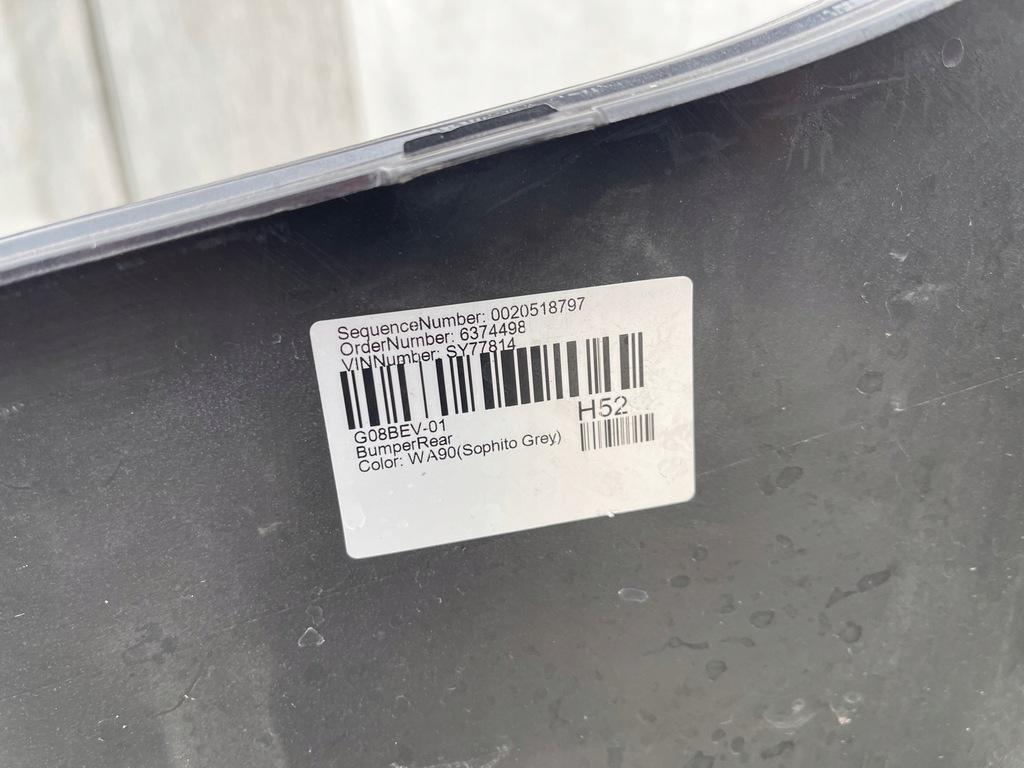 SequenceNumber: 0020518797
OrderNumber: 6374498
VINNumber: SY77814
G08BEV-01
H52
BumperRear
Color: WA90(Sophito Grey)